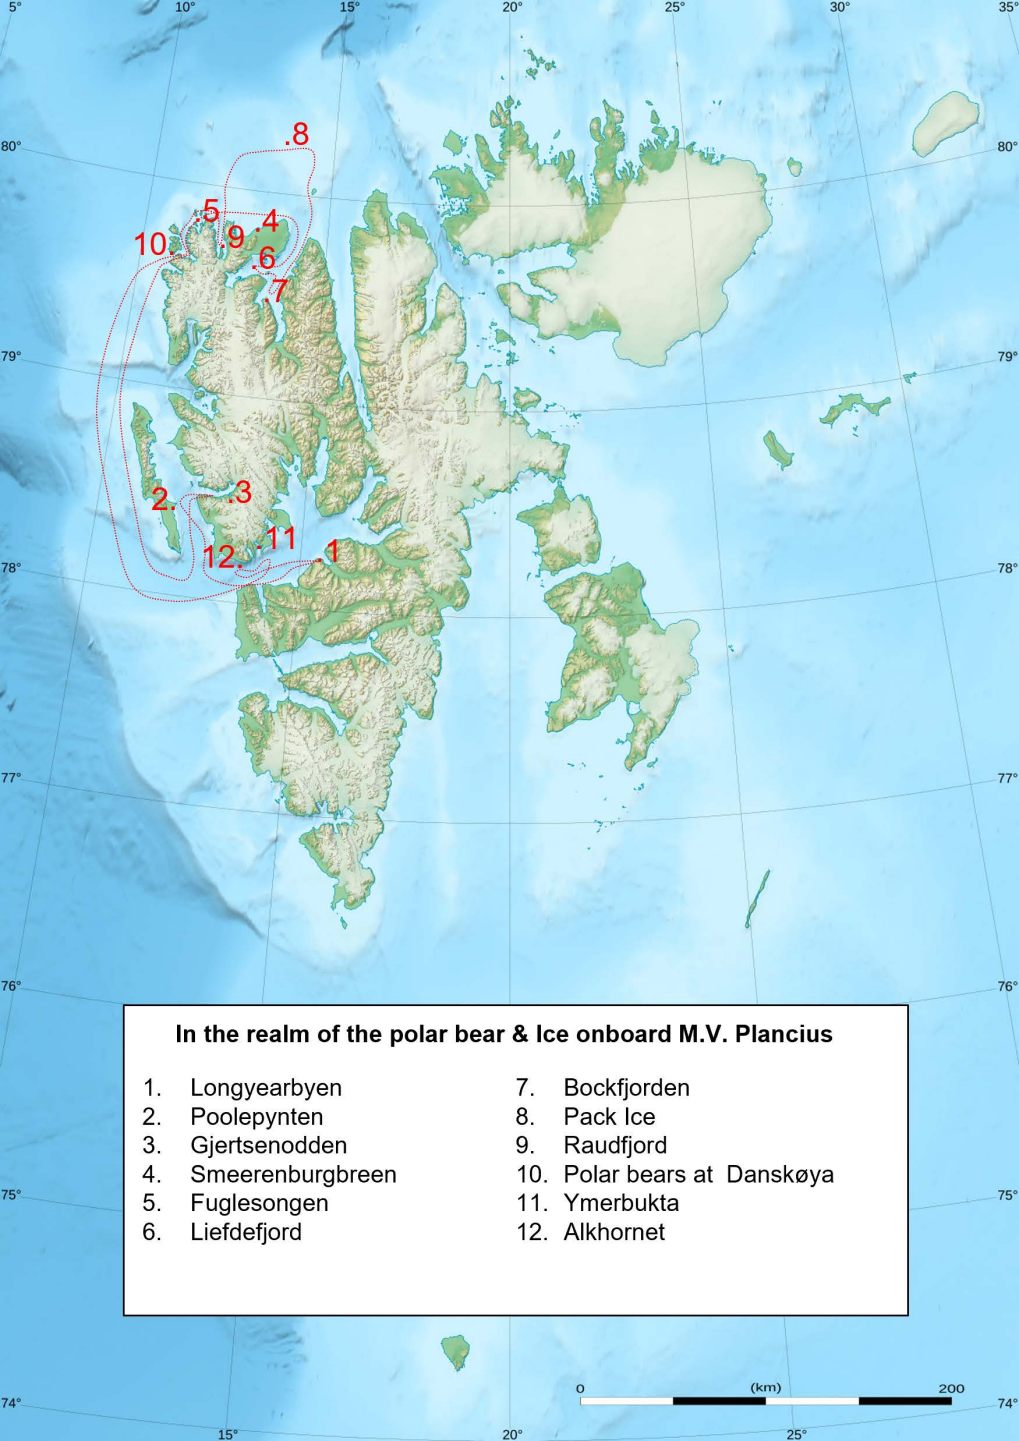 5° 10° 15° 20° 25° 30° 35°
80° 80°
.8
.5
.4
10. .9
.6
.7
79° 79°
2. .3
.11
12. .1
78° 78°
77° 77°
76° 76°
In the realm of the polar bear & Ice onboard M.V. Plancius
1. Longyearbyen
2. Poolepynten
3. Gjertsenodden
4. Smeerenburgbreen
5. Fuglesongen
6. Liefdefjord
7. Bockfjorden
8. Pack Ice
9. Raudfjord
10. Polar bears at Danskøya
11. Ymerbukta
12. Alkhornet
75° 75°
0 (km) 200
74° 74°
15° 20° 25°